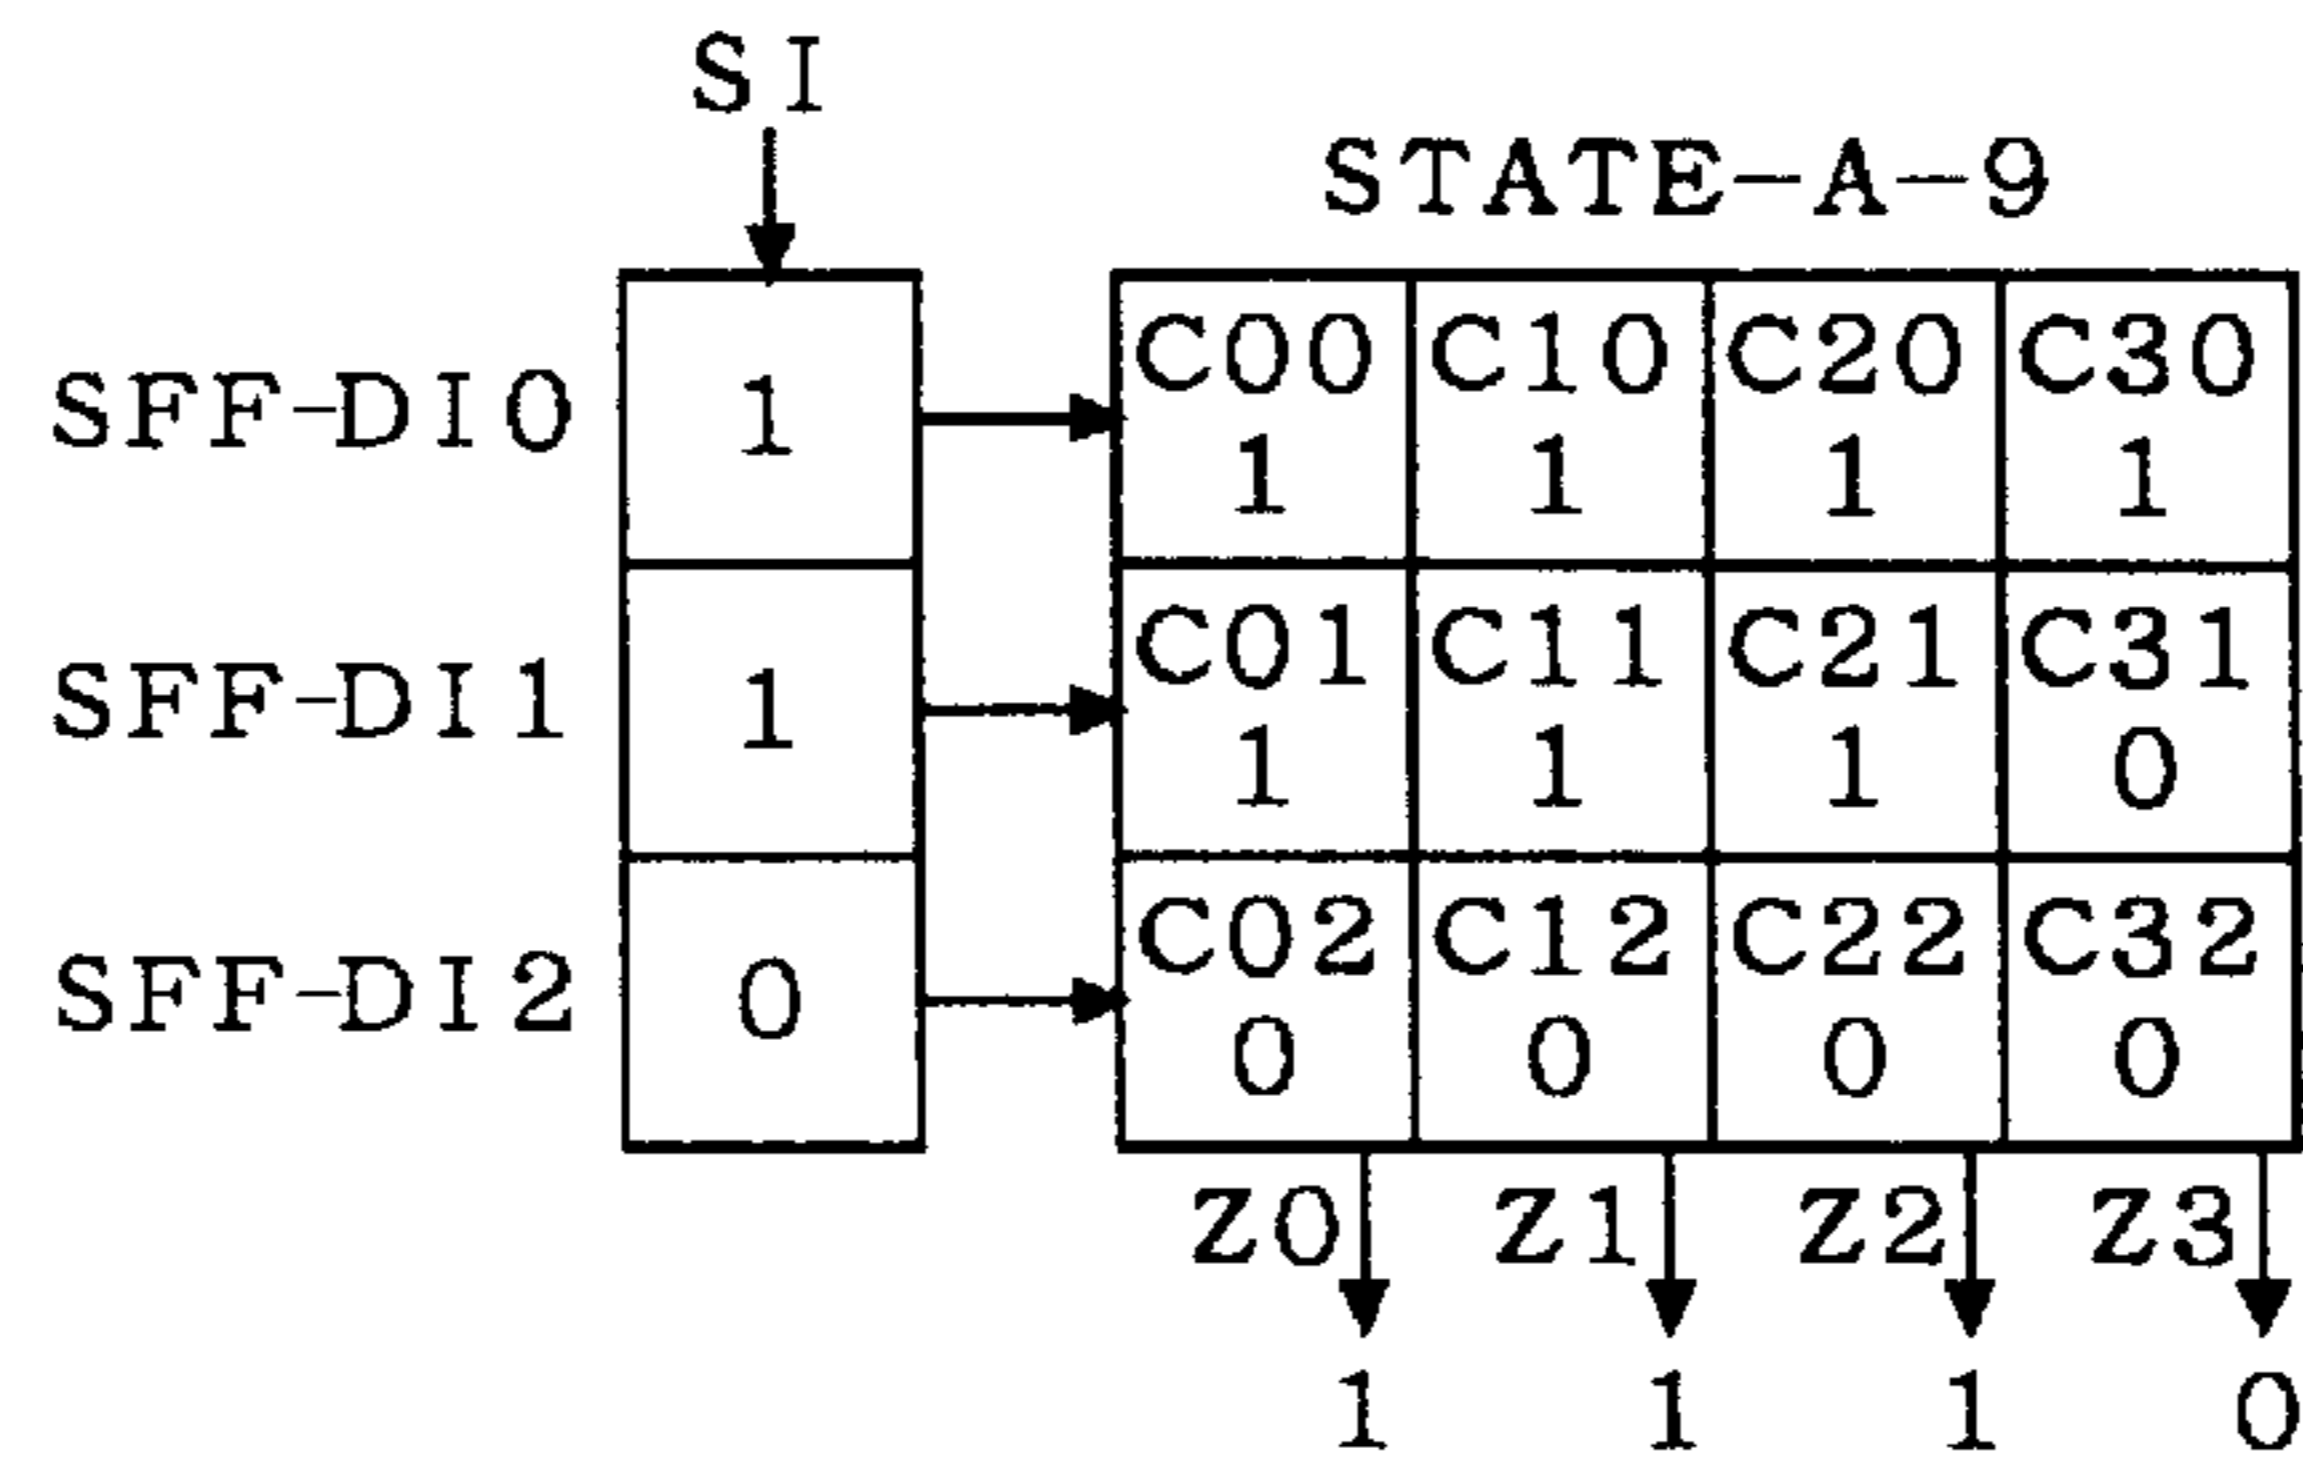 SI
STATE-A-9
SFF-DI0 1 C00 C10 C20 C30
1 1 1 1
SFF-DI1 1 C01 C11 C21 C31
1 1 1 0
SFF-DI2 0 C02 C12 C22 C32
0 0 0 0
Z0 Z1 Z2 Z3
1 1 1 0